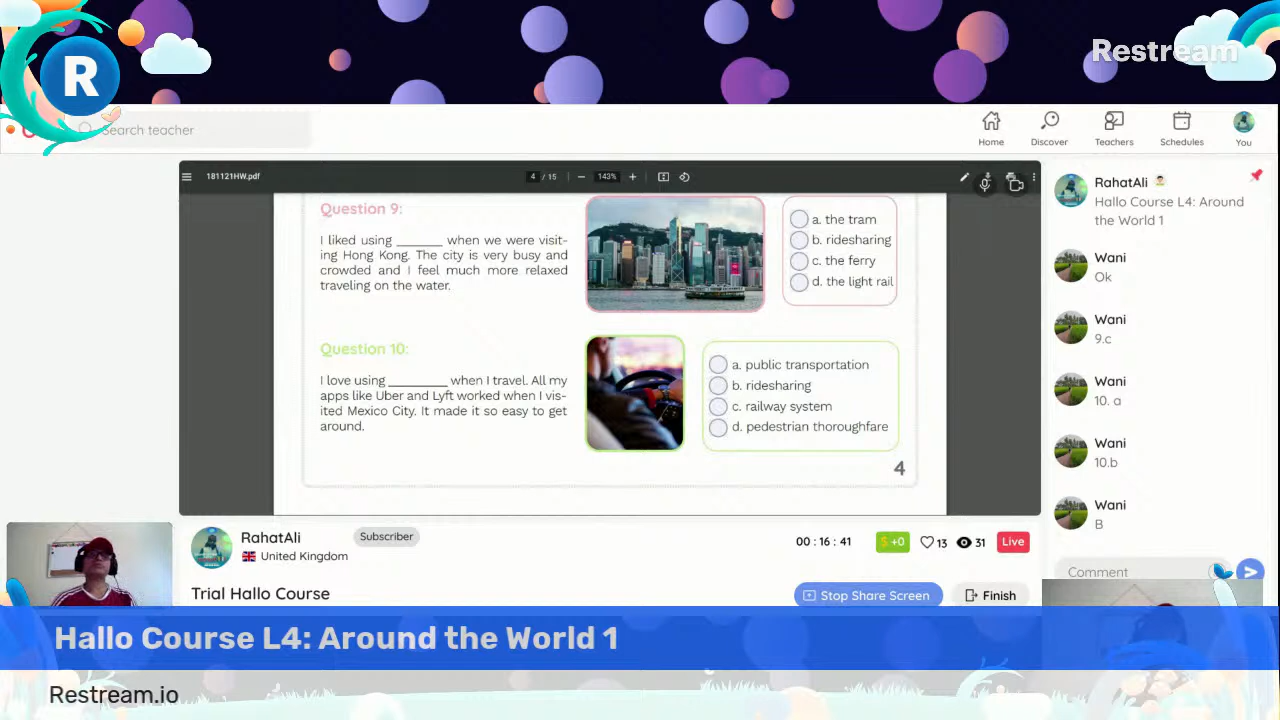 R
Restream
Search teacher
Home
Discover
Teachers
Schedules
You
181121HW.pdf
4 / 15
143%
Question 9:
I liked using ______ when we were visit-
ing Hong Kong. The city is very busy and
crowded and I feel much more relaxed
traveling on the water.
a. the tram
b. ridesharing
c. the ferry
d. the light rail
Question 10:
I love using ________ when I travel. All my
apps like Uber and Lyft worked when I vis-
ited Mexico City. It made it so easy to get
around.
a. public transportation
b. ridesharing
c. railway system
d. pedestrian thoroughfare
4
RahatAli
Hallo Course L4: Around
the World 1
Wani
Ok
Wani
9.c
Wani
10. a
Wani
10.b
Wani
B
Comment
RahatAli
United Kingdom
Subscriber
00 : 16 : 41
$ +0
13
31
Live
Trial Hallo Course
Stop Share Screen
Finish
Hallo Course L4: Around the World 1
Restream.io